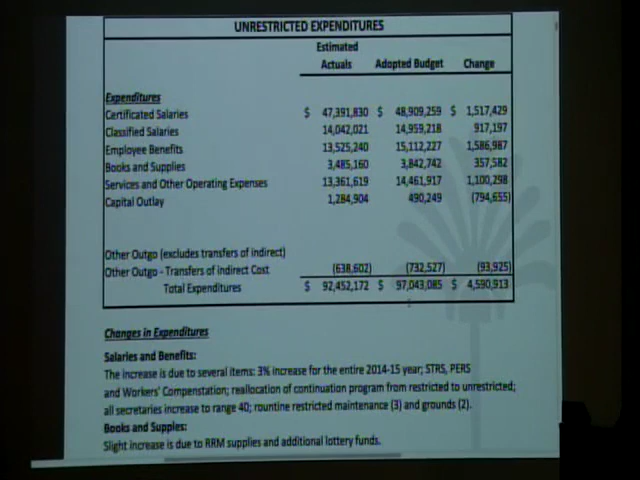 UNRESTRICTED EXPENDITURES
Estimated
Actuals Adopted Budget Change
Expenditures
Certificated Salaries $ 47,391,830 $ 48,909,259 $ 1,517,429
Classified Salaries 14,042,021 14,959,218 917,197
Employee Benefits 13,525,240 15,112,227 1,586,987
Books and Supplies 3,485,160 3,842,742 357,582
Services and Other Operating Expenses 13,361,619 14,461,917 1,100,298
Capital Outlay 1,284,904 490,249 (794,655)
Other Outgo (excludes transfers of indirect)
Other Outgo - Transfers of Indirect Cost (638,602) (732,527) (93,925)
Total Expenditures $ 92,452,172 $ 97,043,085 $ 4,590,913
Changes in Expenditures
Salaries and Benefits:
The increase is due to several items: 3% increase for the entire 2014-15 year; STRS, PERS
and Workers' Compenstation; reallocation of continuation program from restricted to unrestricted;
all secretaries increase to range 40; rountine restricted maintenance (3) and grounds (2).
Books and Supplies:
Slight increase is due to RRM supplies and additional lottery funds.